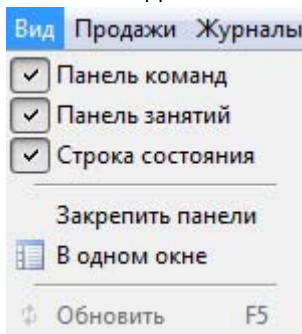 Вид Продажи Журналы
Панель команд
Панель занятий
Строка состояния
Закрепить панели
В одном окне
Обновить F5